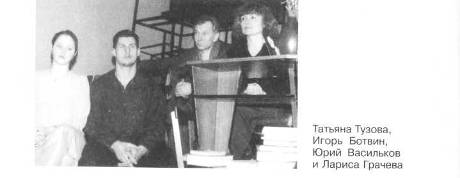 Татьяна Тузова,
Игорь Ботвин,
Юрий Васильков
и Лариса Грачева